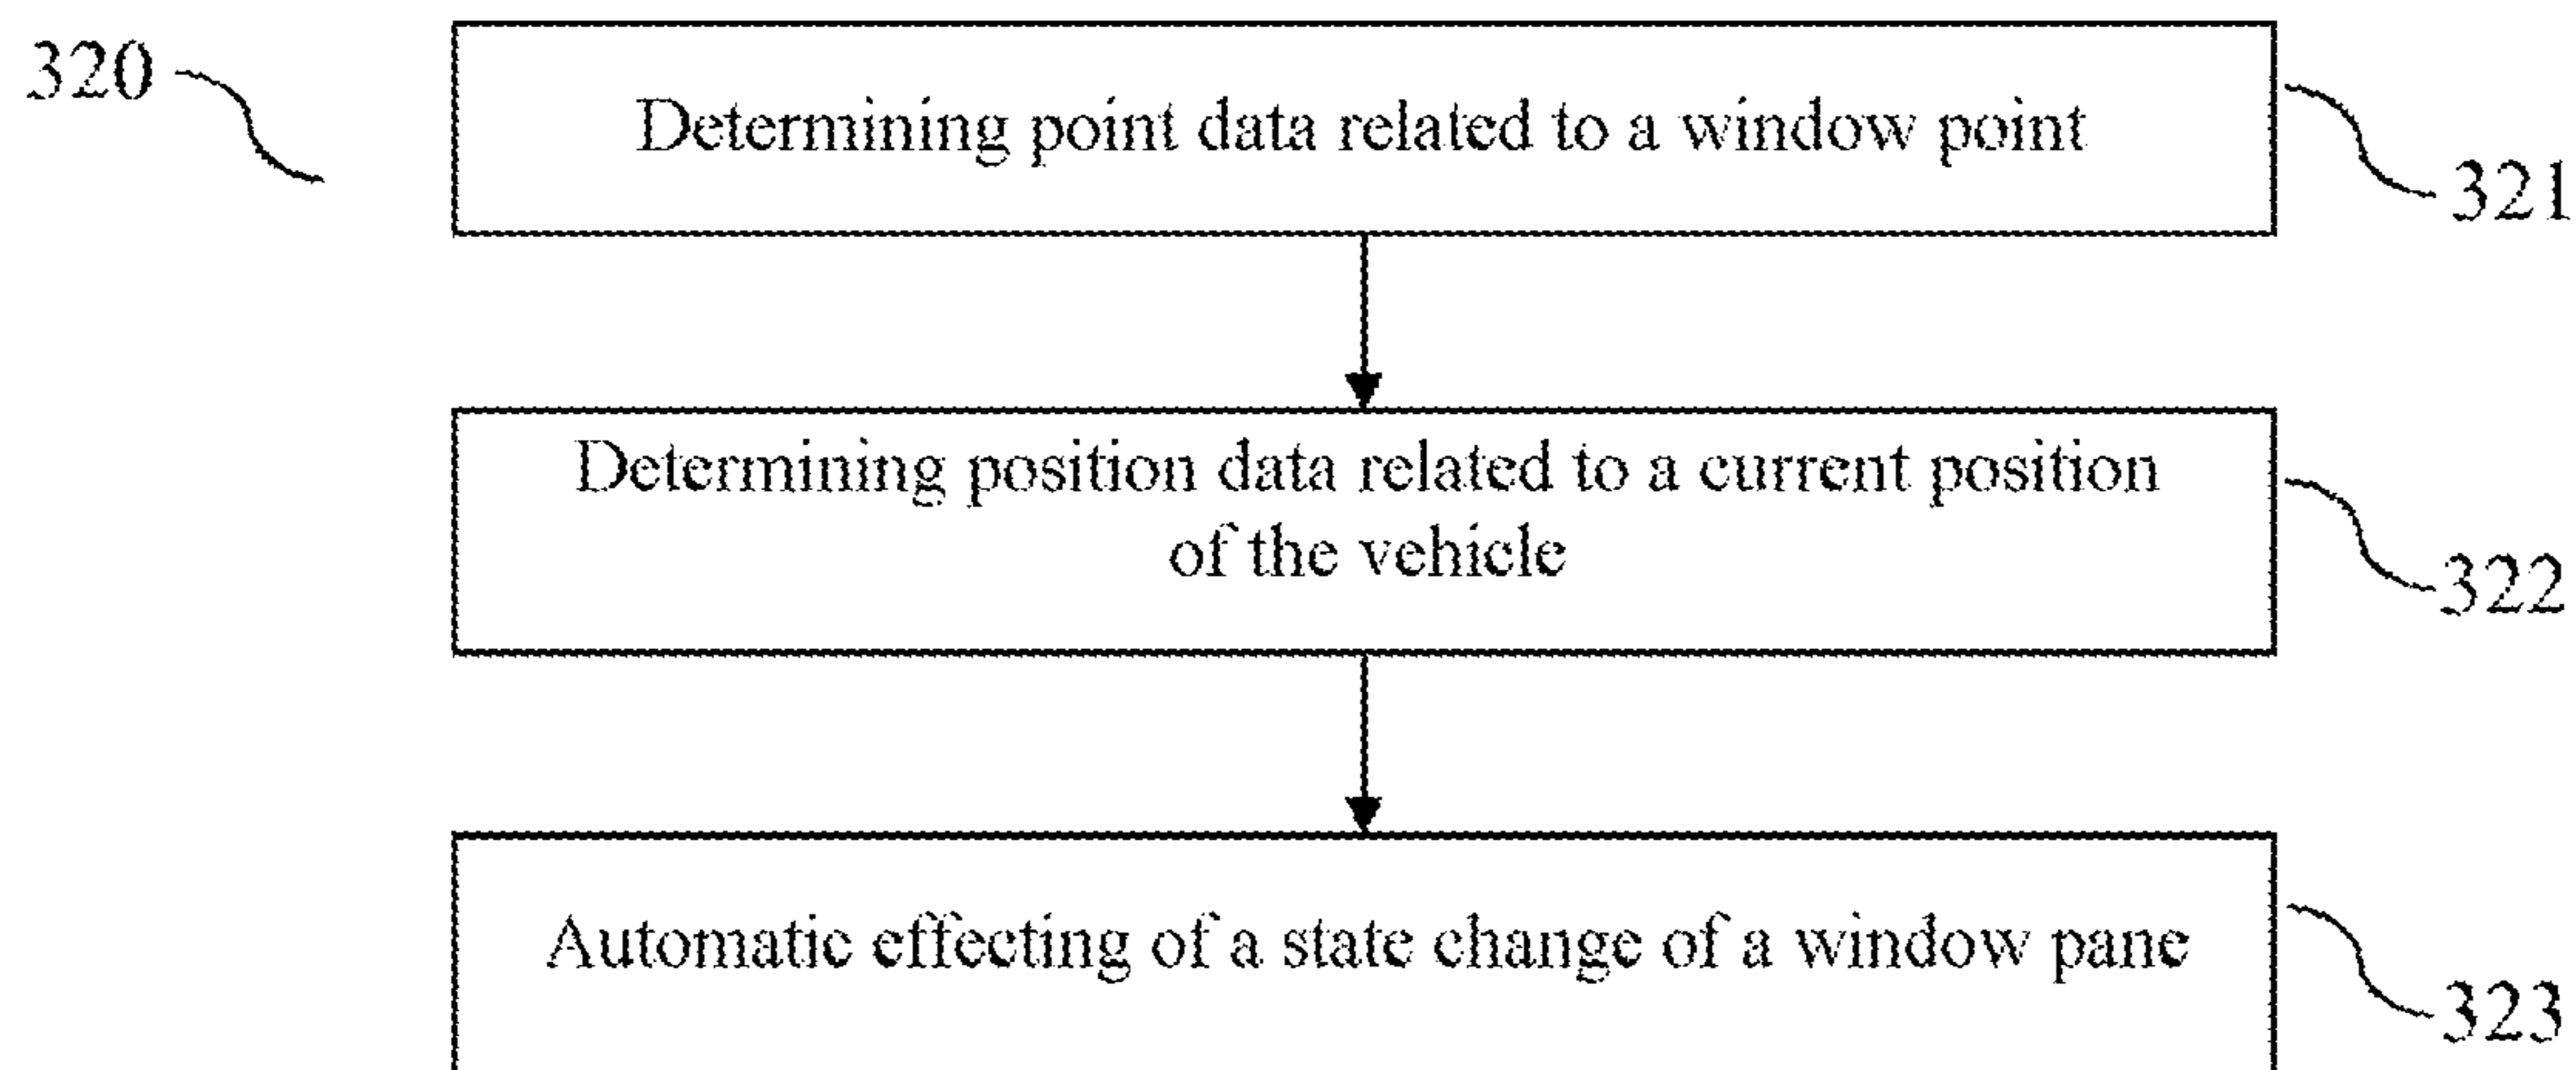 320
Determining point data related to a window point
321
Determining position data related to a current position
of the vehicle
322
Automatic effecting of a state change of a window pane
323